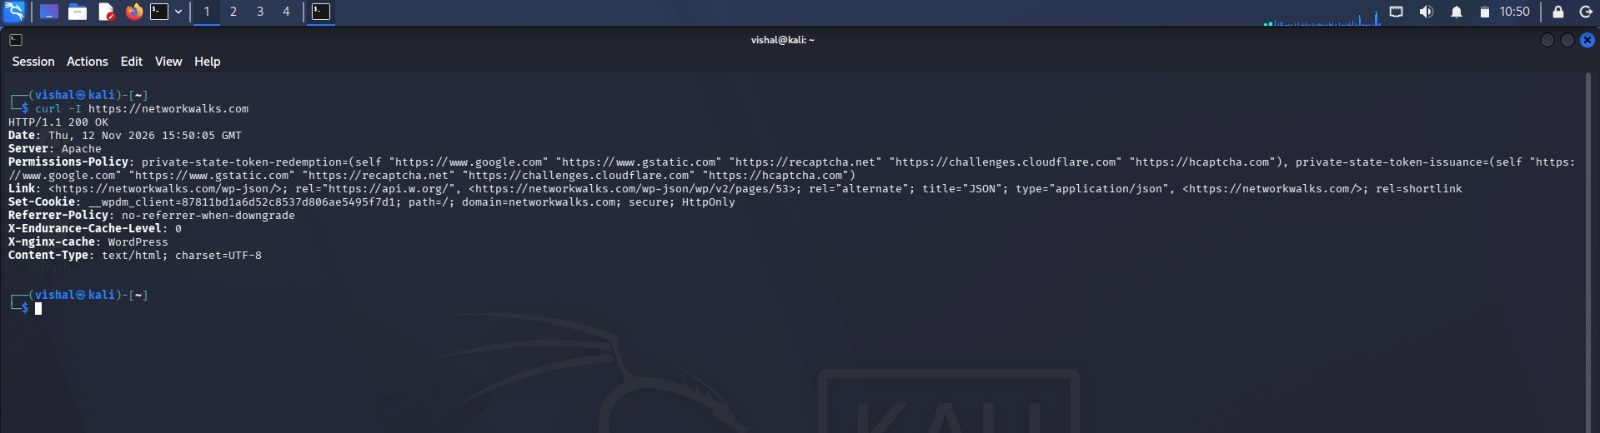 1 2 3 4 10:50
vishal@kali: ~
Session Actions Edit View Help
┌──(vishal㉿kali)-[~]
└─$ curl -I https://networkwalks.com
HTTP/1.1 200 OK
Date: Thu, 12 Nov 2026 15:50:05 GMT
Server: Apache
Permissions-Policy: private-state-token-redemption=(self "https://www.google.com" "https://www.gstatic.com" "https://recaptcha.net" "https://challenges.cloudflare.com" "https://hcaptcha.com"), private-state-token-issuance=(self "https:
//www.google.com" "https://www.gstatic.com" "https://recaptcha.net" "https://challenges.cloudflare.com" "https://hcaptcha.com")
Link: <https://networkwalks.com/wp-json/>; rel="https://api.w.org/", <https://networkwalks.com/wp-json/wp/v2/pages/53>; rel="alternate"; title="JSON"; type="application/json", <https://networkwalks.com/>; rel=shortlink
Set-Cookie: __wpdm_client=87811bd1a6d52c8537d806ae5495f7d1; path=/; domain=networkwalks.com; secure; HttpOnly
Referrer-Policy: no-referrer-when-downgrade
X-Endurance-Cache-Level: 0
X-nginx-cache: WordPress
Content-Type: text/html; charset=UTF-8
┌──(vishal㉿kali)-[~]
└─$
KALI